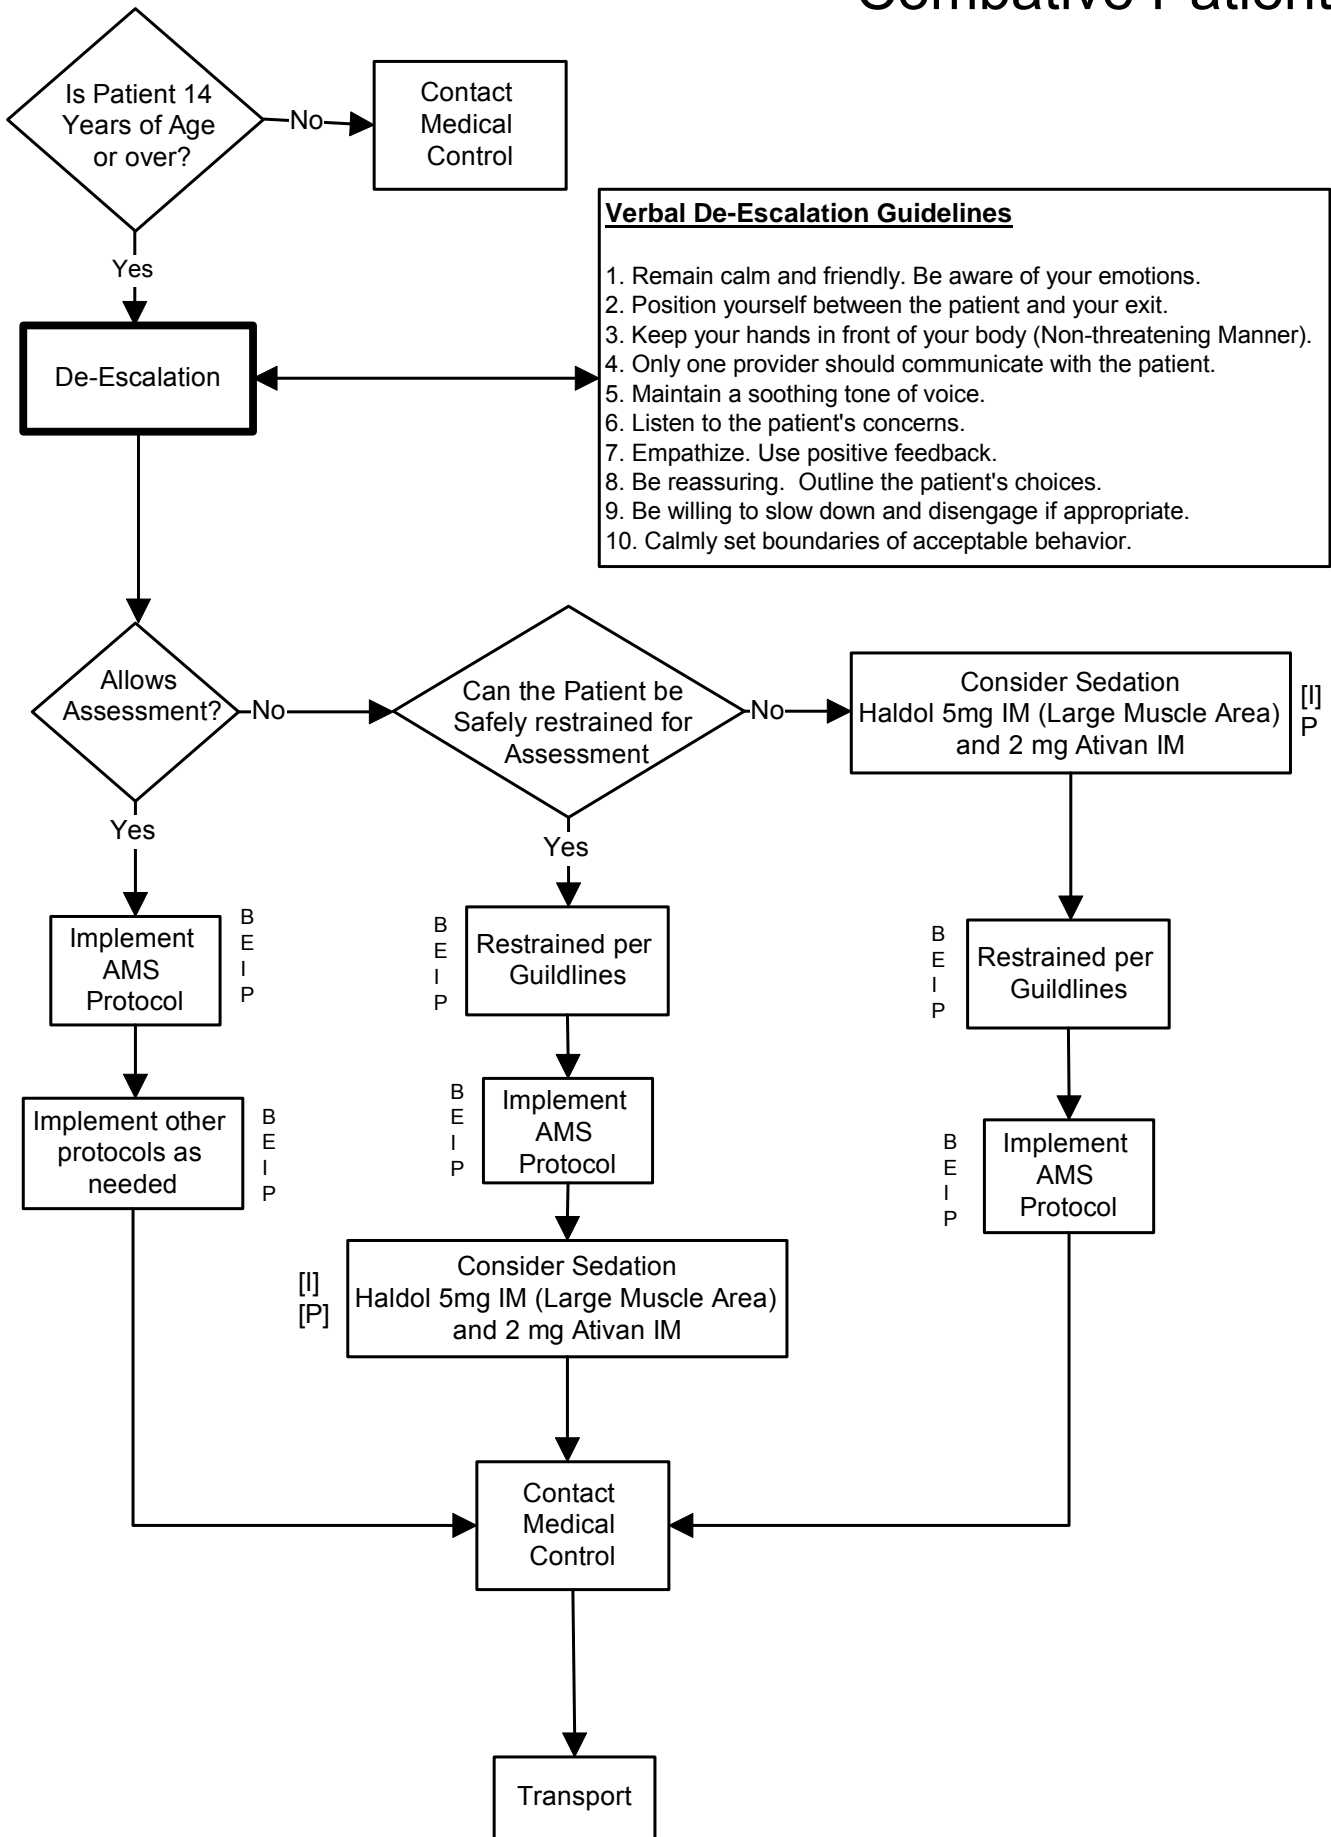 Combative Patient
Is Patient 14
Years of Age
or over?
No
Contact
Medical
Control
Yes
De-Escalation
Verbal De-Escalation Guidelines
1. Remain calm and friendly. Be aware of your emotions.
2. Position yourself between the patient and your exit.
3. Keep your hands in front of your body (Non-threatening Manner).
4. Only one provider should communicate with the patient.
5. Maintain a soothing tone of voice.
6. Listen to the patient's concerns.
7. Empathize. Use positive feedback.
8. Be reassuring.  Outline the patient's choices.
9. Be willing to slow down and disengage if appropriate.
10. Calmly set boundaries of acceptable behavior.
Allows
Assessment?
No
Can the Patient be
Safely restrained for
Assessment
No
Consider Sedation
Haldol 5mg IM (Large Muscle Area)
and 2 mg Ativan IM
[I]
P
Yes
Implement
AMS
Protocol
B
E
I
P
Implement other
protocols as
needed
B
E
I
P
Yes
B
E
I
P
Restrained per
Guildlines
B
E
I
P
Implement
AMS
Protocol
[I]
[P]
Consider Sedation
Haldol 5mg IM (Large Muscle Area)
and 2 mg Ativan IM
B
E
I
P
Restrained per
Guildlines
B
E
I
P
Implement
AMS
Protocol
Contact
Medical
Control
Transport